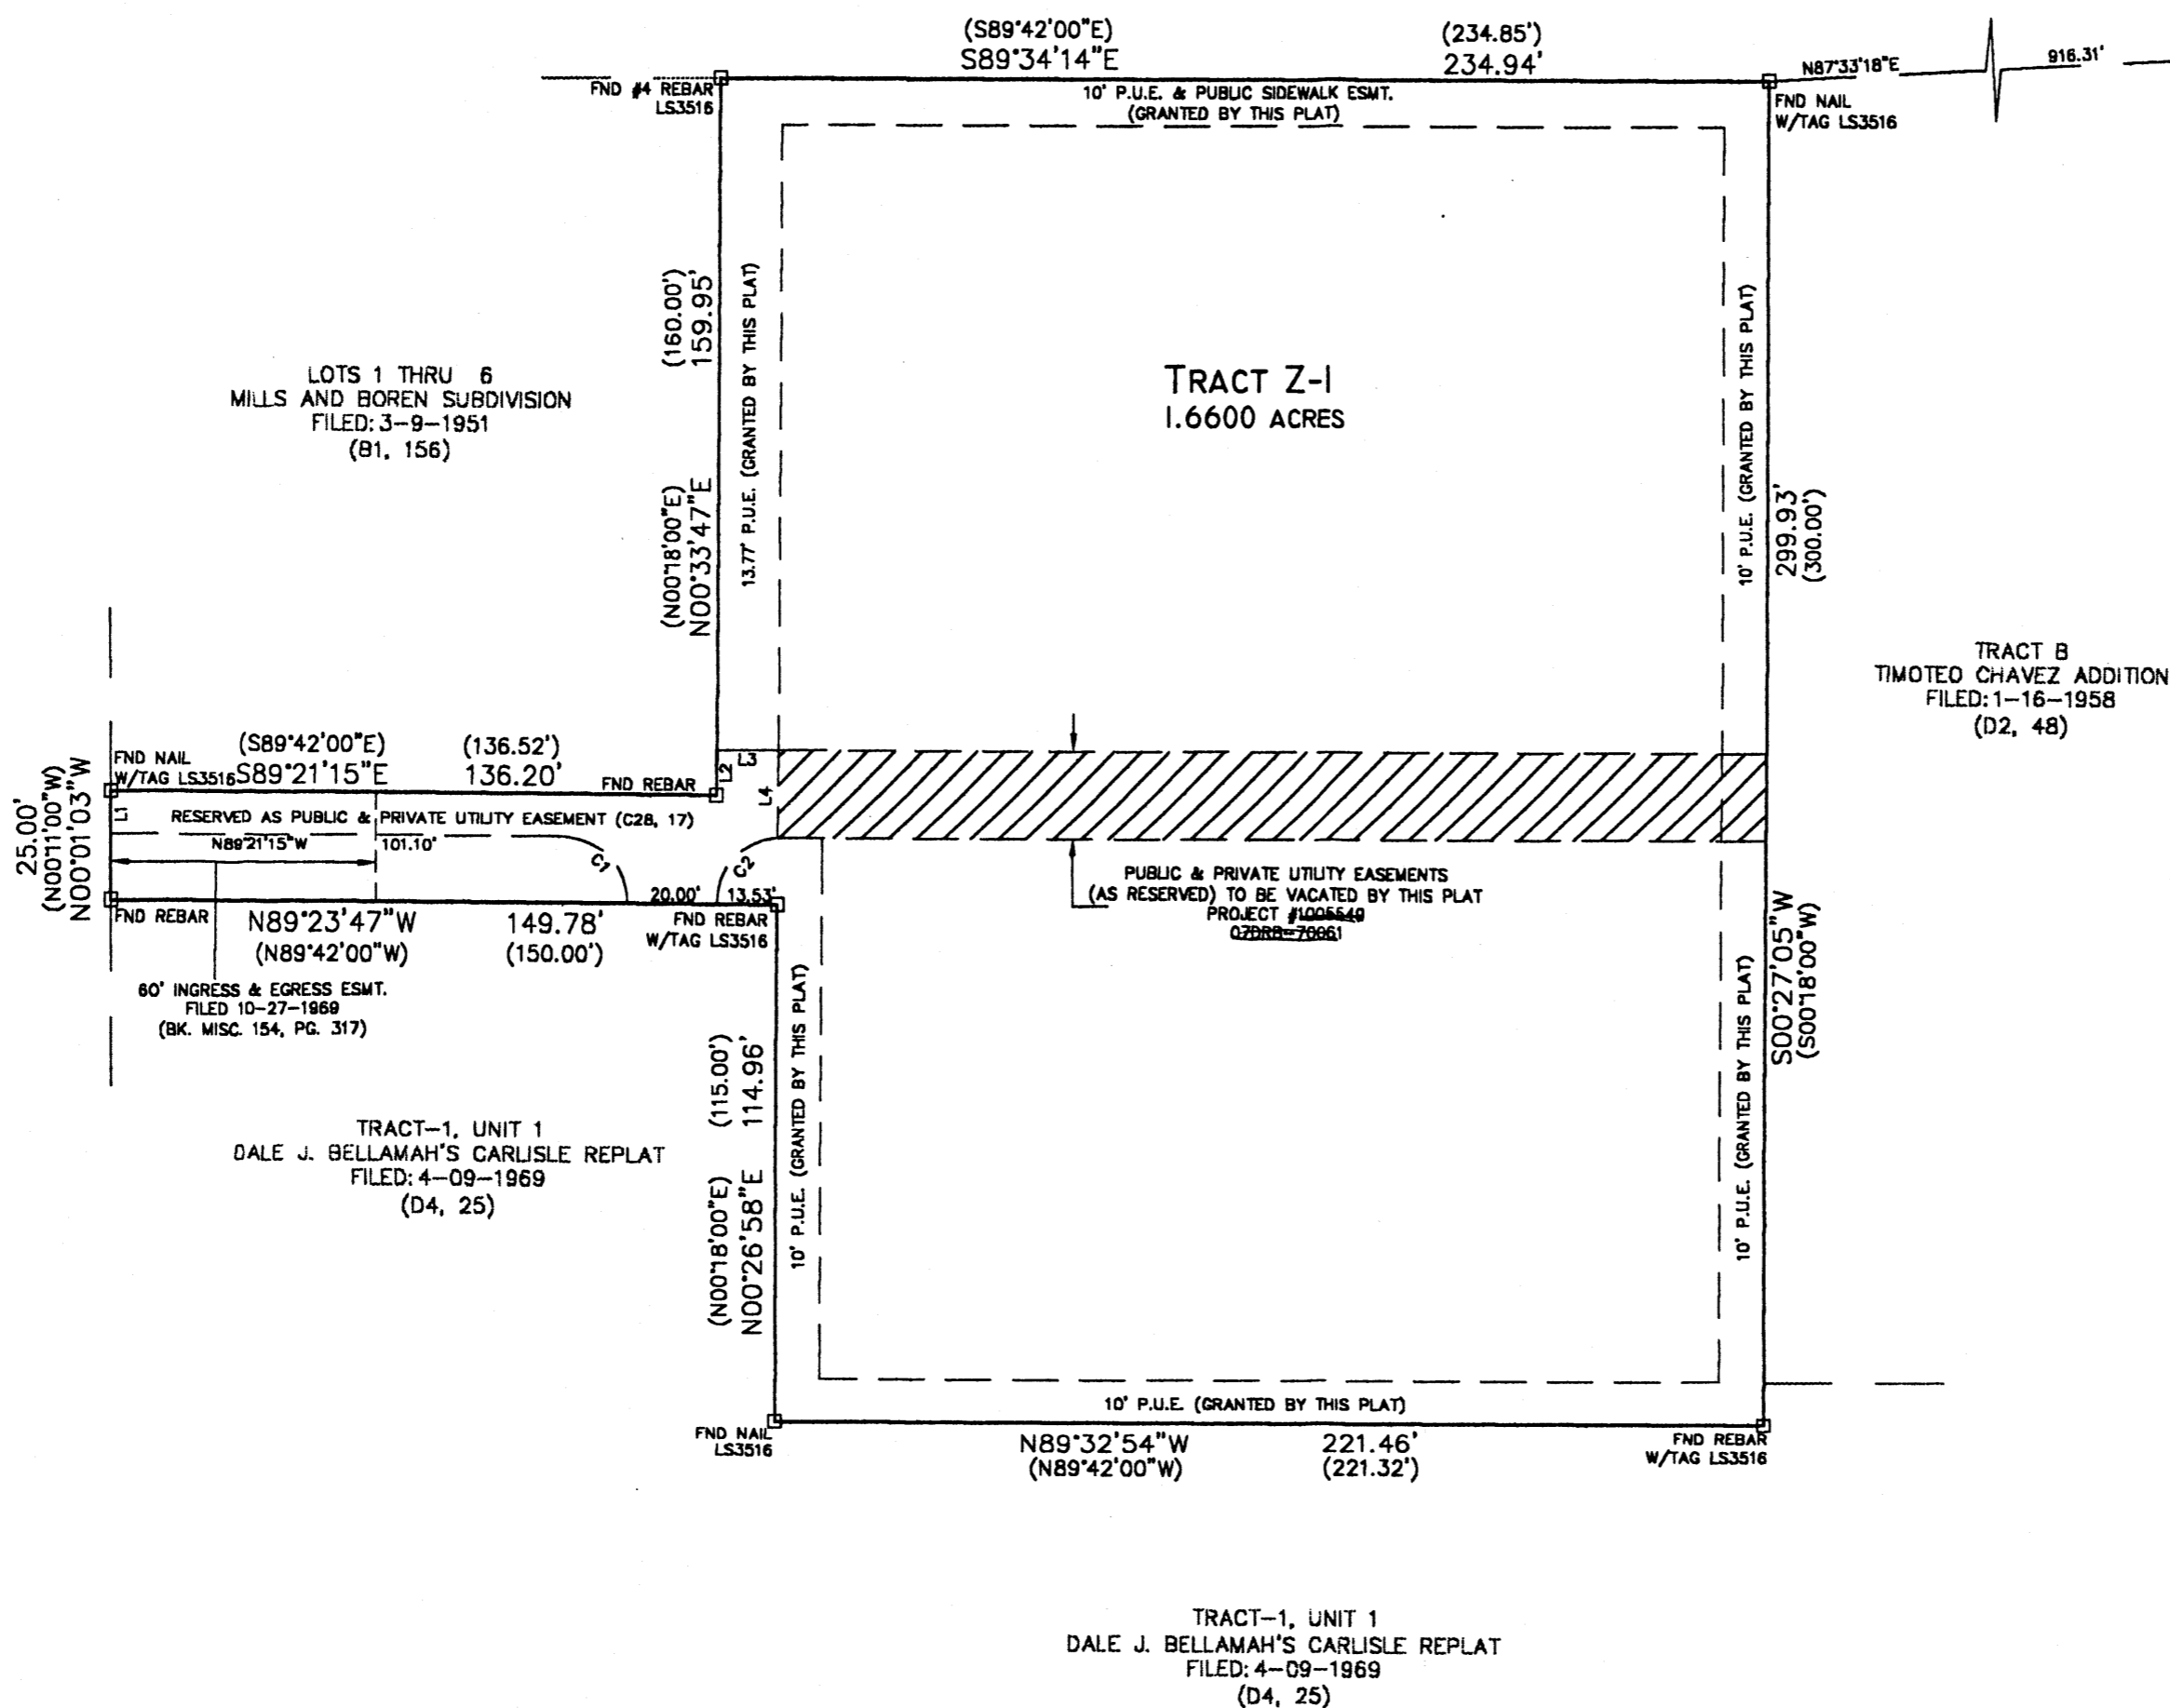 (S89°42'00"E) (234.85')
S89°34'14"E 234.94'
N87°33'18"E 916.31'
FND #4 REBAR
LS3516
10' P.U.E. & PUBLIC SIDEWALK ESMT.
(GRANTED BY THIS PLAT)
FND NAIL
W/TAG LS3516
(160.00')
159.95'
(N00°18'00"E)
N00°33'47"E
13.77' P.U.E. (GRANTED BY THIS PLAT)
TRACT Z-1
1.6600 ACRES
10' P.U.E. (GRANTED BY THIS PLAT)
299.93'
(300.00')
LOTS 1 THRU 6
MILLS AND BOREN SUBDIVISION
FILED: 3-9-1951
(B1, 156)
TRACT B
TIMOTEO CHAVEZ ADDITION
FILED: 1-16-1958
(D2, 48)
25.00'
(N00°11'00"W)
N00°01'03"W
FND NAIL
W/TAG LS3516
(S89°42'00"E) (136.52')
S89°21'15"E 136.20'
FND REBAR
L1
L2
L3
L4
RESERVED AS PUBLIC & PRIVATE UTILITY EASEMENT (C28, 17)
N89°21'15"W 101.10'
C1
C2
20.00' 13.53'
FND REBAR
N89°23'47"W 149.78'
(N89°42'00"W) (150.00')
FND REBAR
W/TAG LS3516
60' INGRESS & EGRESS ESMT.
FILED 10-27-1969
(BK. MISC. 154, PG. 317)
PUBLIC & PRIVATE UTILITY EASEMENTS
(AS RESERVED) TO BE VACATED BY THIS PLAT
PROJECT #1005549
07DRB-70061
S00°27'05"W
(S00°18'00"W)
(115.00')
114.96'
(N00°18'00"E)
N00°26'58"E
10' P.U.E. (GRANTED BY THIS PLAT)
10' P.U.E. (GRANTED BY THIS PLAT)
TRACT-1, UNIT 1
DALE J. BELLAMAH'S CARLISLE REPLAT
FILED: 4-09-1969
(D4, 25)
10' P.U.E. (GRANTED BY THIS PLAT)
FND NAIL
LS3516
N89°32'54"W 221.46'
(N89°42'00"W) (221.32')
FND REBAR
W/TAG LS3516
TRACT-1, UNIT 1
DALE J. BELLAMAH'S CARLISLE REPLAT
FILED: 4-09-1969
(D4, 25)